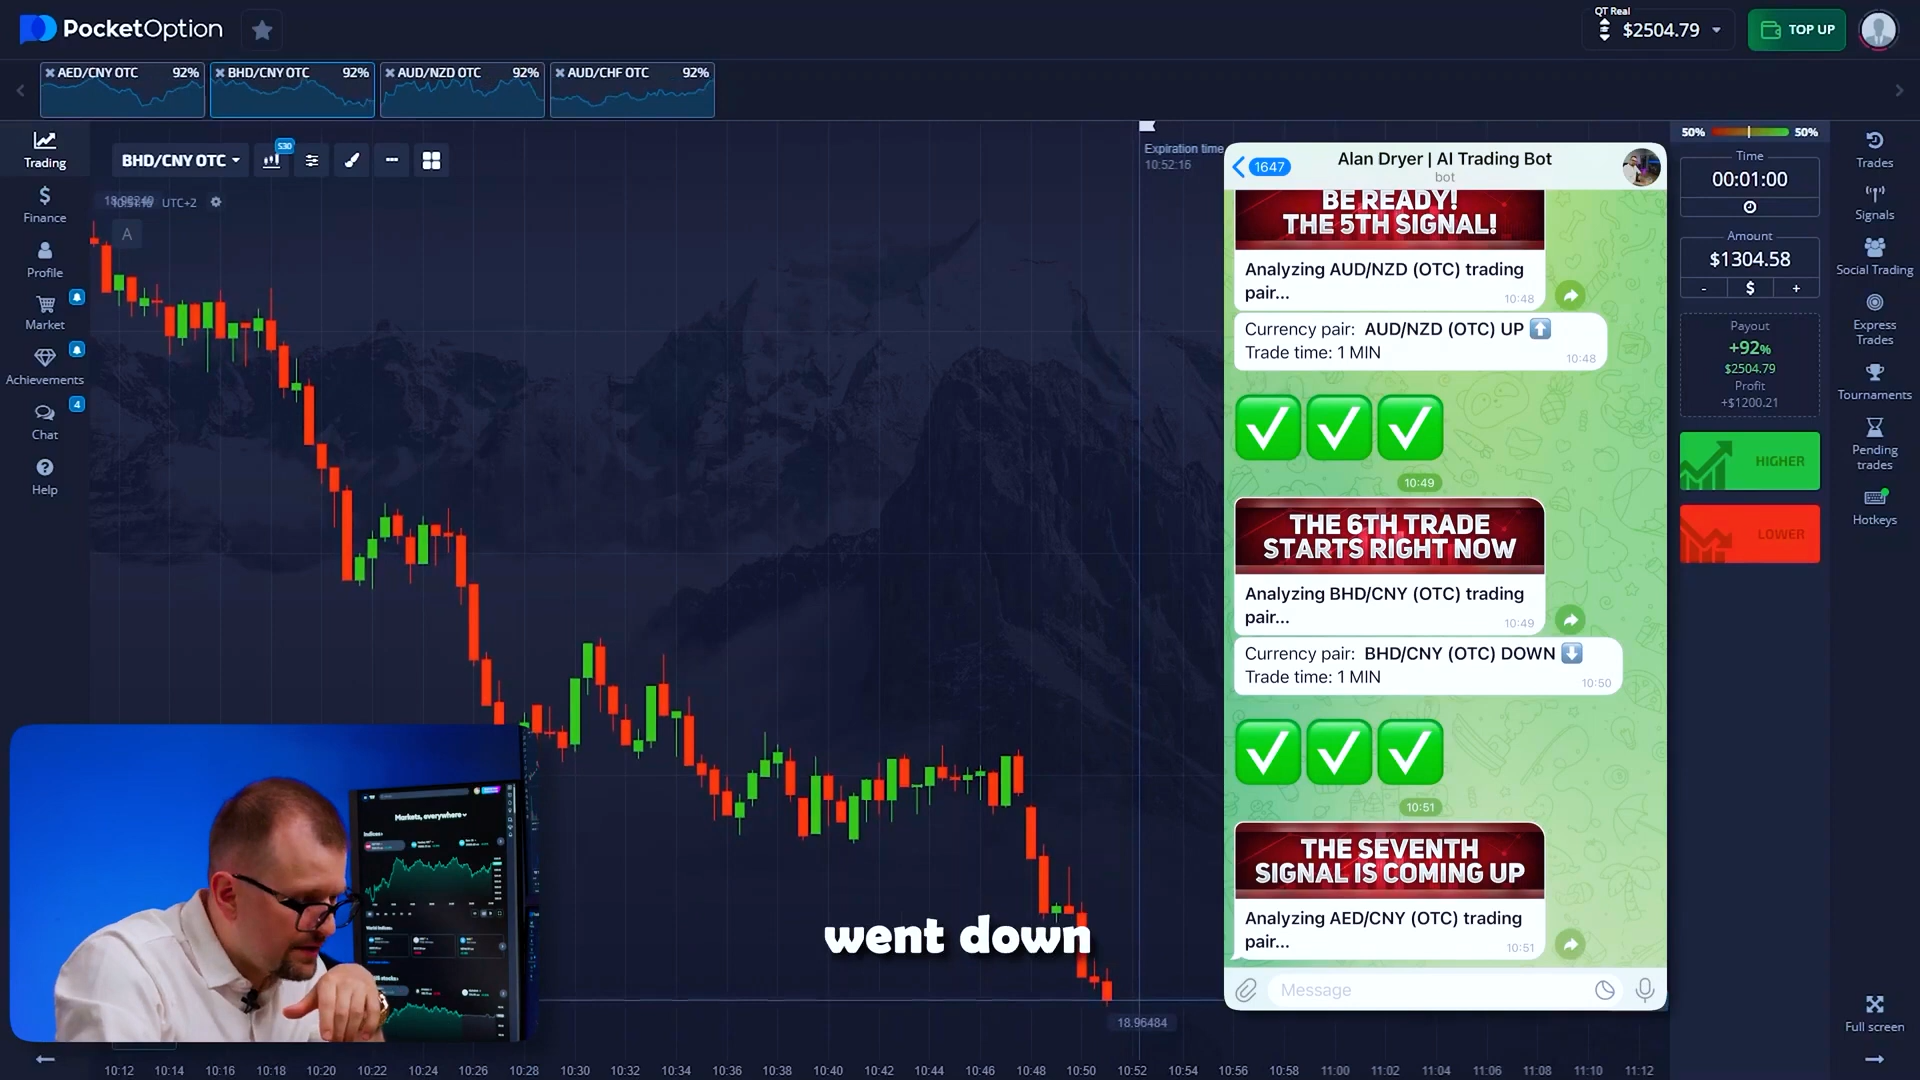 PocketOption
QT Real
$2504.79
TOP UP
AED/CNY OTC 92%
BHD/CNY OTC 92%
AUD/NZD OTC 92%
AUD/CHF OTC 92%
Trading
Finance
Profile
Market
Achievements
4
Chat
Help
BHD/CNY OTC
S30
UTC+2
A
Expiration time
10:52:16
1647
Alan Dryer | AI Trading Bot
bot
BE READY!
THE 5TH SIGNAL!
Analyzing AUD/NZD (OTC) trading
pair...
10:48
Currency pair: AUD/NZD (OTC) UP
Trade time: 1 MIN
10:48
10:49
THE 6TH TRADE
STARTS RIGHT NOW
Analyzing BHD/CNY (OTC) trading
pair...
10:49
Currency pair: BHD/CNY (OTC) DOWN
Trade time: 1 MIN
10:50
10:51
THE SEVENTH
SIGNAL IS COMING UP
Analyzing AED/CNY (OTC) trading
pair...
10:51
Message
50% 50%
Time
00:01:00
Amount
$1304.58
- $ +
Payout
+92%
$2504.79
Profit
+$1200.21
HIGHER
LOWER
Trades
Signals
Social Trading
Express
Trades
Tournaments
Pending
trades
Hotkeys
Full screen
Markets, everywhere
Indices
went down
18.96484
10:12 10:14 10:16 10:18 10:20 10:22 10:24 10:26 10:28 10:30 10:32 10:34 10:36 10:38 10:40 10:42 10:44 10:46 10:48 10:50 10:52 10:54 10:56 10:58 11:00 11:02 11:04 11:06 11:08 11:10 11:12